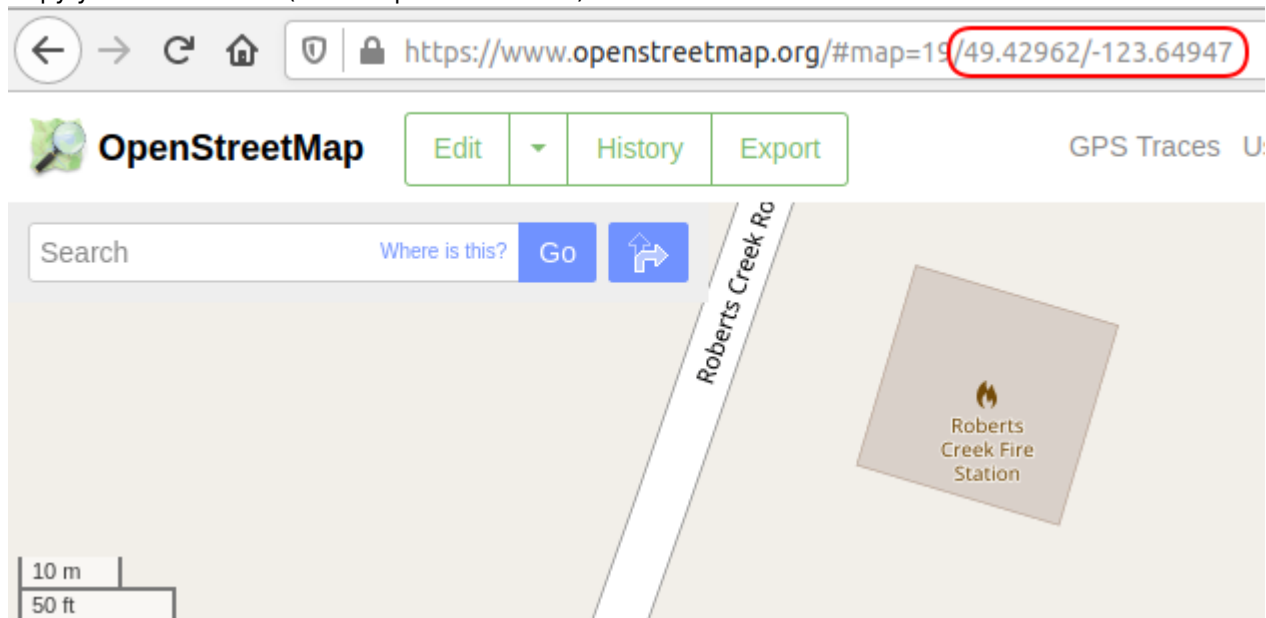 https://www.openstreetmap.org/#map=19/49.42962/-123.64947
OpenStreetMap
Edit
History
Export
GPS Traces
Search
Where is this?
Go
Roberts Creek Ro
Roberts
Creek Fire
Station
10 m
50 ft